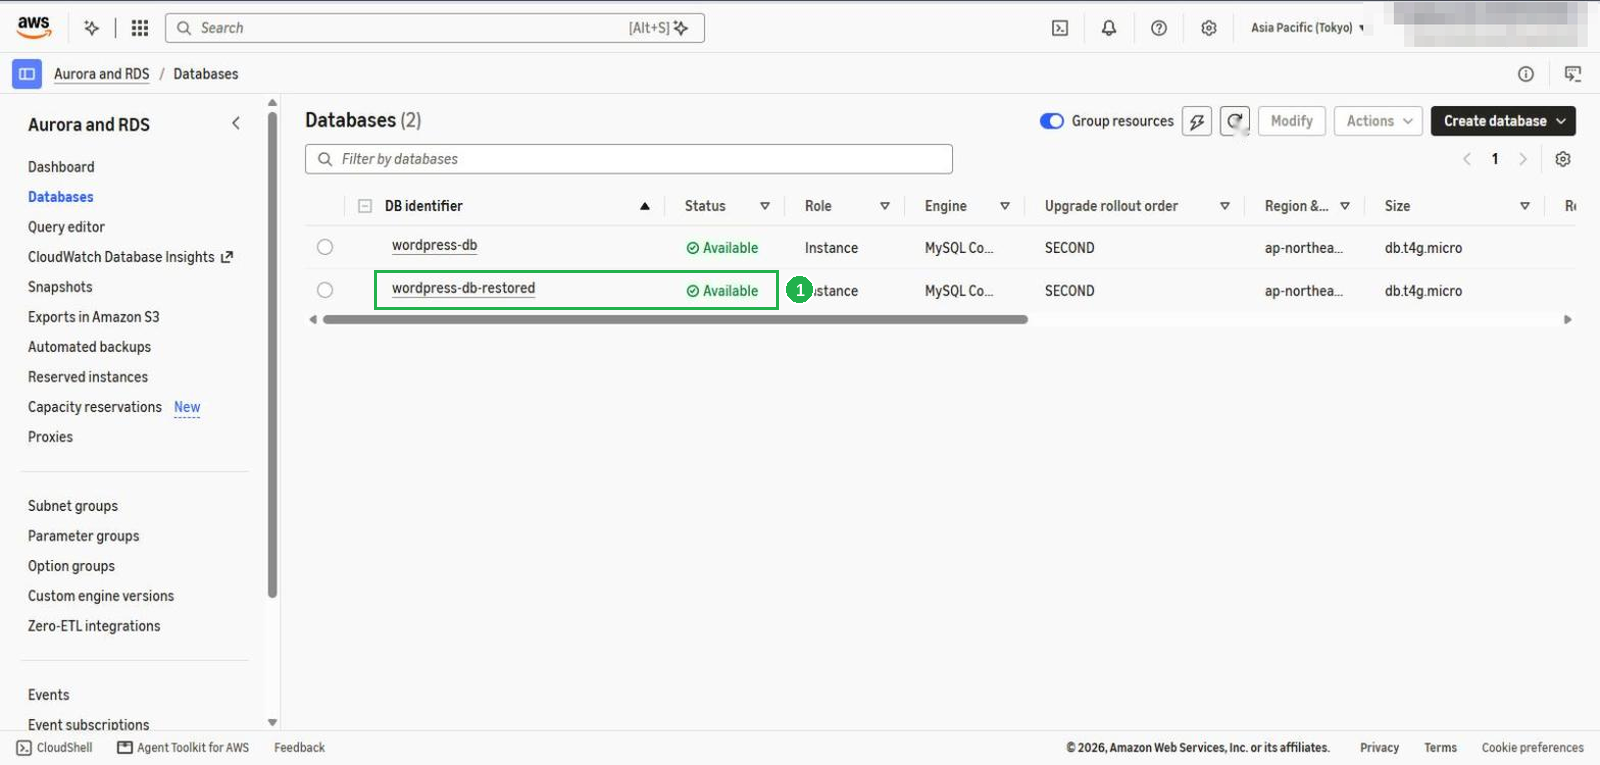 aws
Search [Alt+S]
Asia Pacific (Tokyo)
Aurora and RDS / Databases
Aurora and RDS
Dashboard
Databases
Query editor
CloudWatch Database Insights
Snapshots
Exports in Amazon S3
Automated backups
Reserved instances
Capacity reservations New
Proxies
Subnet groups
Parameter groups
Option groups
Custom engine versions
Zero-ETL integrations
Events
Event subscriptions
Databases (2)
Group resources
Modify
Actions
Create database
Filter by databases
1
DB identifier Status Role Engine Upgrade rollout order Region &... Size
wordpress-db Available Instance MySQL Co... SECOND ap-northea... db.t4g.micro
wordpress-db-restored Available 1 stance MySQL Co... SECOND ap-northea... db.t4g.micro
CloudShell Agent Toolkit for AWS Feedback
© 2026, Amazon Web Services, Inc. or its affiliates. Privacy Terms Cookie preferences